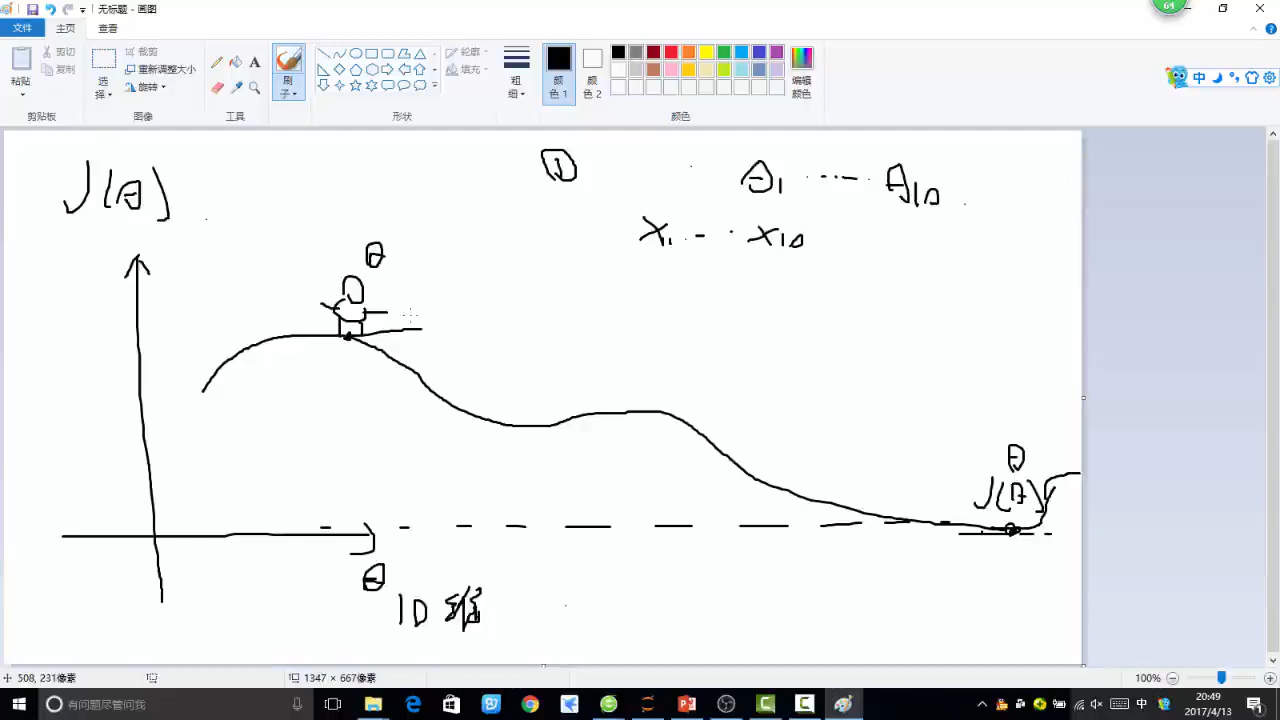 无标题 - 画图
64
文件 主页 查看
粘贴 剪切 复制
选择 裁剪 重新调整大小 旋转
A
刷子
轮廓 填充
粗细
颜色 1 颜色 2
编辑颜色
中
剪贴板 图像 工具 形状 颜色
J(θ)
①
θ1 ... θ10
x1 - - x10
θ
θ
J(θ)
θ
10 维
508, 231像素 1347 × 667像素 100%
有问题尽管问我
中
20:49
2017/4/13